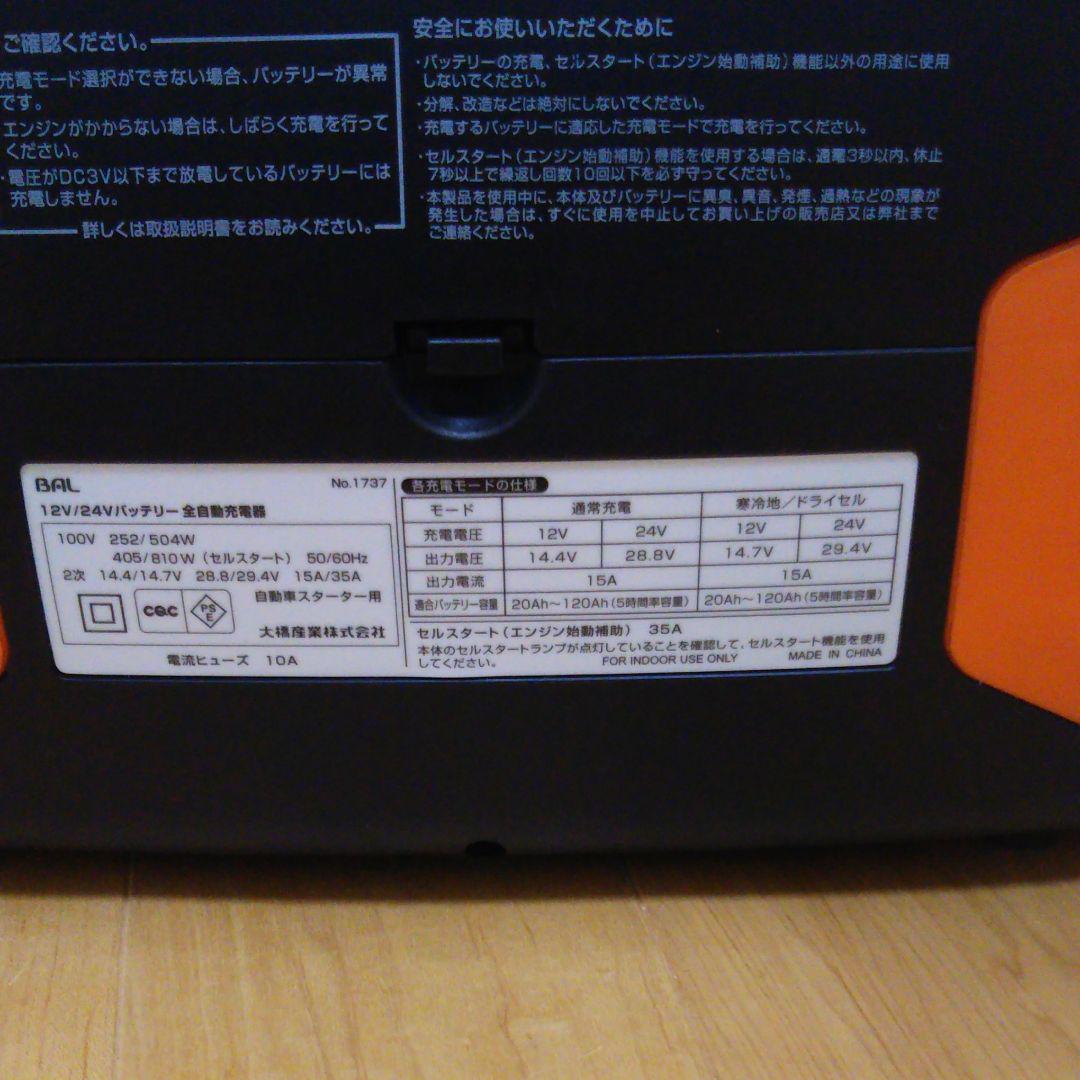 ご確認ください。
充電モード選択ができない場合、バッテリーが異常
です。
エンジンがかからない場合は、しばらく充電を行って
ください。
・電圧がDC3V以下まで放電しているバッテリーには
充電しません。
詳しくは取扱説明書をお読みください。
安全にお使いいただくために
・バッテリーの充電、セルスタート(エンジン始動補助)機能以外の用途に使用
しないでください。
・分解、改造などは絶対にしないでください。
・充電するバッテリーに適応した充電モードで充電を行ってください。
・セルスタート(エンジン始動補助)機能を使用する場合は、通電3秒以内、休止
7秒以上で繰返し回数10回以下を必ず守ってください。
・本製品を使用中に、本体及びバッテリーに異臭、異音、発煙、過熱などの現象が
発生した場合は、すぐに使用を中止してお買い上げの販売店又は弊社まで
ご連絡ください。
BAL No.1737
12V/24Vバッテリー 全自動充電器
100V 252/504W
405/810W(セルスタート) 50/60Hz
2次 14.4/14.7V 28.8/29.4V 15A/35A
自動車スターター用
cqc
PS
E
大橋産業株式会社
電流ヒューズ 10A
各充電モードの仕様
モード 通常充電 寒冷地/ドライセル
充電電圧 12V 24V 12V 24V
出力電圧 14.4V 28.8V 14.7V 29.4V
出力電流 15A 15A
適合バッテリー容量 20Ah〜120Ah(5時間率容量) 20Ah〜120Ah(5時間率容量)
セルスタート(エンジン始動補助) 35A
本体のセルスタートランプが点灯していることを確認して、セルスタート機能を使用
してください。
FOR INDOOR USE ONLY MADE IN CHINA